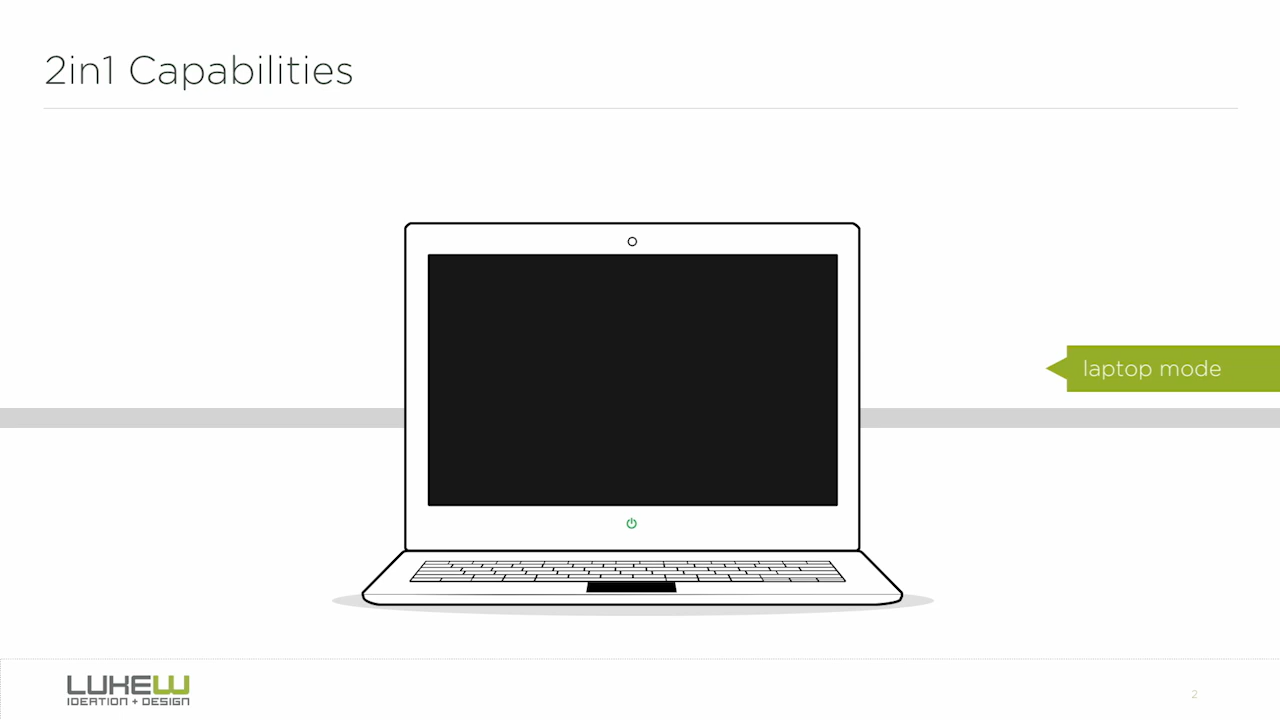 2in1 Capabilities
laptop mode
LUKEW
IDEATION + DESIGN
2